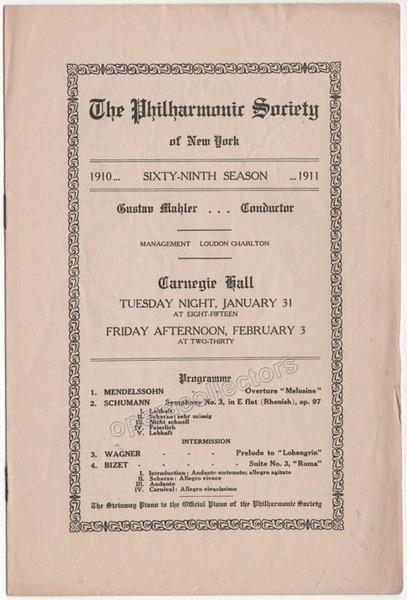 The Philharmonic Society
of New York
1910... SIXTY-NINTH SEASON ...1911
Gustav Mahler . . . Conductor
MANAGEMENT LOUDON CHARLTON
Carnegie Hall
TUESDAY NIGHT, JANUARY 31
AT EIGHT-FIFTEEN
FRIDAY AFTERNOON, FEBRUARY 3
AT TWO-THIRTY
Programme
1. MENDELSSOHN Overture "Melusine"
2. SCHUMANN Symphony No. 3, in E flat (Rhenish), op. 97
I. Lebhaft
II. Scherzo: sehr mässig
III. Nicht schnell
IV. Feierlich
V. Lebhaft
INTERMISSION
3. WAGNER - - - Prelude to "Lohengrin"
4. BIZET - - - - Suite No. 3, "Roma"
I. Introduction: Andante sostenuto; allegro agitato
II. Scherzo: Allegro vivace
III. Andante
IV. Carnival: Allegro vivacissimo
The Steinway Piano is the Official Piano of the Philharmonic Society